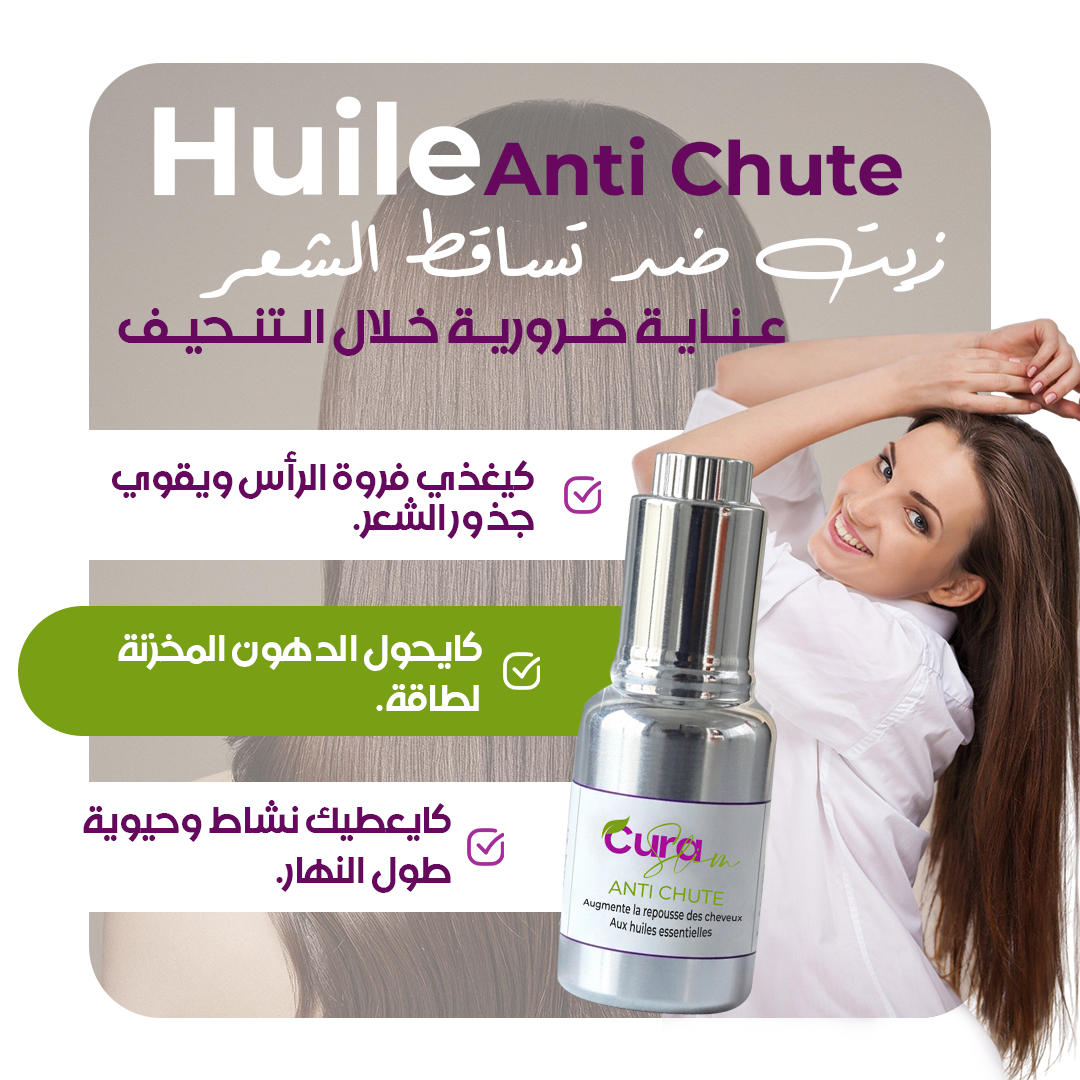 Huile Anti Chute
زيت ضد تساقط الشعر
عناية ضرورية خلال التنحيف
كيغذي فروة الرأس ويقوي
جذور الشعر.
كايحول الدهون المخزنة
لطاقة.
كايعطيك نشاط وحيوية
طول النهار.
Cura Slim
ANTI CHUTE
Augmente la repousse des cheveux
Aux huiles essentielles